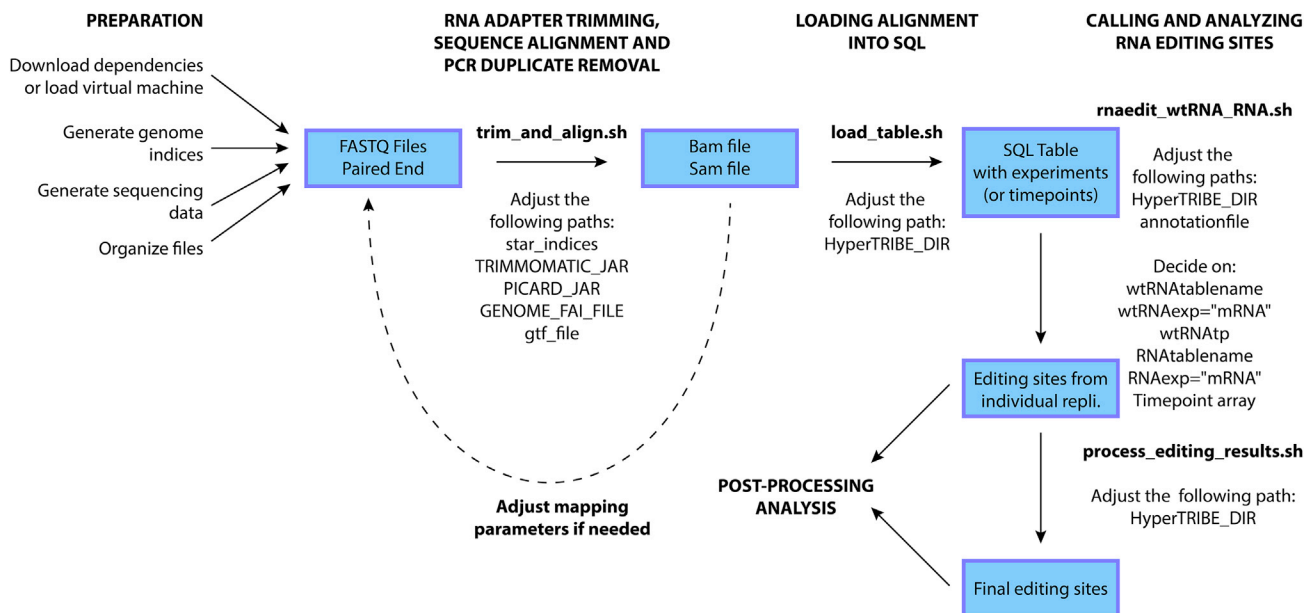 PREPARATION
Download dependencies
or load virtual machine
Generate genome
indices
Generate sequencing
data
Organize files
FASTQ Files
Paired End
RNA ADAPTER TRIMMING,
SEQUENCE ALIGNMENT AND
PCR DUPLICATE REMOVAL
trim_and_align.sh
Adjust the
following paths:
star_indices
TRIMMOMATIC_JAR
PICARD_JAR
GENOME_FAI_FILE
gtf_file
Bam file
Sam file
Adjust mapping
parameters if needed
LOADING ALIGNMENT
INTO SQL
load_table.sh
Adjust the
following path:
HyperTRIBE_DIR
CALLING AND ANALYZING
RNA EDITING SITES
rnaedit_wtRNA_RNA.sh
SQL Table
with experiments
(or timepoints)
Adjust the
following paths:
HyperTRIBE_DIR
annotationfile
Decide on:
wtRNAtablename
wtRNAexp="mRNA"
wtRNAtp
RNAtablename
RNAexp="mRNA"
Timepoint array
Editing sites from
individual repli.
process_editing_results.sh
Adjust the  following path:
HyperTRIBE_DIR
POST-PROCESSING
ANALYSIS
Final editing sites